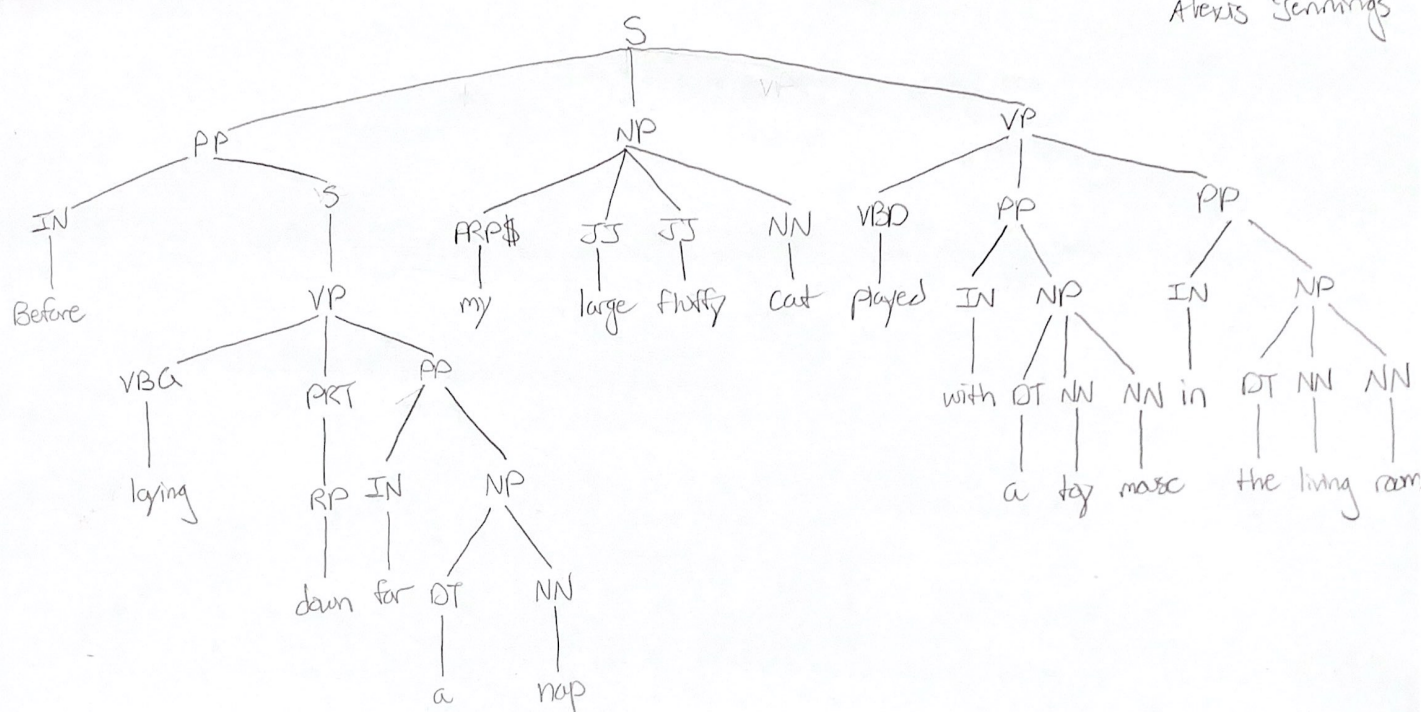 Alexis Jennings
S
PP NP VP
IN S PRP$ JJ JJ NN VBD PP PP
Before VP my large fluffy cat played IN NP IN NP
VBG PRT PP with DT NN NN in DT NN NN
laying RP IN NP a toy mouse the living room
down for DT NN
a nap